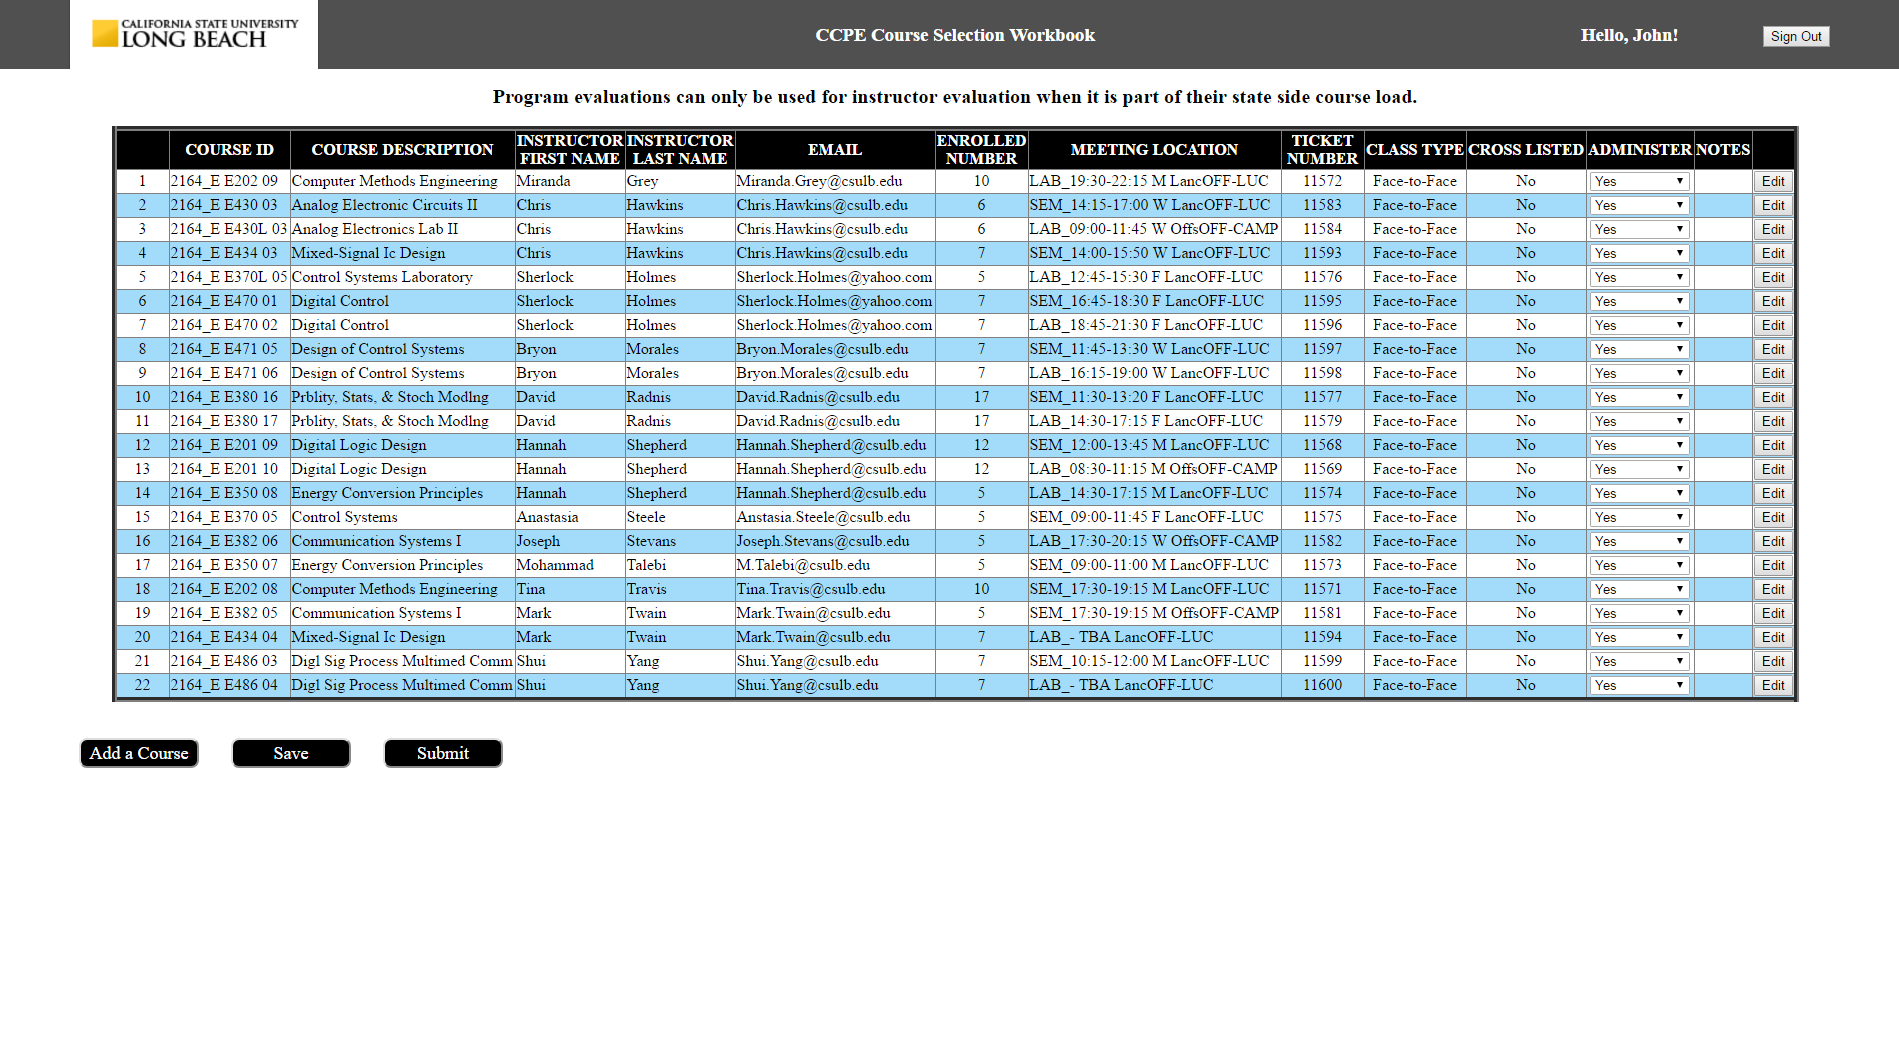 CALIFORNIA STATE UNIVERSITY
LONG BEACH
CCPE Course Selection Workbook
Hello, John!
Sign Out
Program evaluations can only be used for instructor evaluation when it is part of their state side course load.
COURSE ID COURSE DESCRIPTION INSTRUCTOR FIRST NAME INSTRUCTOR LAST NAME EMAIL ENROLLED NUMBER MEETING LOCATION TICKET NUMBER CLASS TYPE CROSS LISTED ADMINISTER NOTES
1 2164_E E202 09 Computer Methods Engineering Miranda Grey Miranda.Grey@csulb.edu 10 LAB_19:30-22:15 M LancOFF-LUC 11572 Face-to-Face No Yes Edit
2 2164_E E430 03 Analog Electronic Circuits II Chris Hawkins Chris.Hawkins@csulb.edu 6 SEM_14:15-17:00 W LancOFF-LUC 11583 Face-to-Face No Yes Edit
3 2164_E E430L 03 Analog Electronics Lab II Chris Hawkins Chris.Hawkins@csulb.edu 6 LAB_09:00-11:45 W OffsOFF-CAMP 11584 Face-to-Face No Yes Edit
4 2164_E E434 03 Mixed-Signal Ic Design Chris Hawkins Chris.Hawkins@csulb.edu 7 SEM_14:00-15:50 W LancOFF-LUC 11593 Face-to-Face No Yes Edit
5 2164_E E370L 05 Control Systems Laboratory Sherlock Holmes Sherlock.Holmes@yahoo.com 5 LAB_12:45-15:30 F LancOFF-LUC 11576 Face-to-Face No Yes Edit
6 2164_E E470 01 Digital Control Sherlock Holmes Sherlock.Holmes@yahoo.com 7 SEM_16:45-18:30 F LancOFF-LUC 11595 Face-to-Face No Yes Edit
7 2164_E E470 02 Digital Control Sherlock Holmes Sherlock.Holmes@yahoo.com 7 LAB_18:45-21:30 F LancOFF-LUC 11596 Face-to-Face No Yes Edit
8 2164_E E471 05 Design of Control Systems Bryon Morales Bryon.Morales@csulb.edu 7 SEM_11:45-13:30 W LancOFF-LUC 11597 Face-to-Face No Yes Edit
9 2164_E E471 06 Design of Control Systems Bryon Morales Bryon.Morales@csulb.edu 7 LAB_16:15-19:00 W LancOFF-LUC 11598 Face-to-Face No Yes Edit
10 2164_E E380 16 Prblity, Stats, & Stoch Modlng David Radnis David.Radnis@csulb.edu 17 SEM_11:30-13:20 F LancOFF-LUC 11577 Face-to-Face No Yes Edit
11 2164_E E380 17 Prblity, Stats, & Stoch Modlng David Radnis David.Radnis@csulb.edu 17 LAB_14:30-17:15 F LancOFF-LUC 11579 Face-to-Face No Yes Edit
12 2164_E E201 09 Digital Logic Design Hannah Shepherd Hannah.Shepherd@csulb.edu 12 SEM_12:00-13:45 M LancOFF-LUC 11568 Face-to-Face No Yes Edit
13 2164_E E201 10 Digital Logic Design Hannah Shepherd Hannah.Shepherd@csulb.edu 12 LAB_08:30-11:15 M OffsOFF-CAMP 11569 Face-to-Face No Yes Edit
14 2164_E E350 08 Energy Conversion Principles Hannah Shepherd Hannah.Shepherd@csulb.edu 5 LAB_14:30-17:15 M LancOFF-LUC 11574 Face-to-Face No Yes Edit
15 2164_E E370 05 Control Systems Anastasia Steele Anstasia.Steele@csulb.edu 5 SEM_09:00-11:45 F LancOFF-LUC 11575 Face-to-Face No Yes Edit
16 2164_E E382 06 Communication Systems I Joseph Stevans Joseph.Stevans@csulb.edu 5 LAB_17:30-20:15 W OffsOFF-CAMP 11582 Face-to-Face No Yes Edit
17 2164_E E350 07 Energy Conversion Principles Mohammad Talebi M.Talebi@csulb.edu 5 SEM_09:00-11:00 M LancOFF-LUC 11573 Face-to-Face No Yes Edit
18 2164_E E202 08 Computer Methods Engineering Tina Travis Tina.Travis@csulb.edu 10 SEM_17:30-19:15 M LancOFF-LUC 11571 Face-to-Face No Yes Edit
19 2164_E E382 05 Communication Systems I Mark Twain Mark.Twain@csulb.edu 5 SEM_17:30-19:15 M OffsOFF-CAMP 11581 Face-to-Face No Yes Edit
20 2164_E E434 04 Mixed-Signal Ic Design Mark Twain Mark.Twain@csulb.edu 7 LAB_- TBA LancOFF-LUC 11594 Face-to-Face No Yes Edit
21 2164_E E486 03 Digl Sig Process Multimed Comm Shui Yang Shui.Yang@csulb.edu 7 SEM_10:15-12:00 M LancOFF-LUC 11599 Face-to-Face No Yes Edit
22 2164_E E486 04 Digl Sig Process Multimed Comm Shui Yang Shui.Yang@csulb.edu 7 LAB_- TBA LancOFF-LUC 11600 Face-to-Face No Yes Edit
Add a Course Save Submit